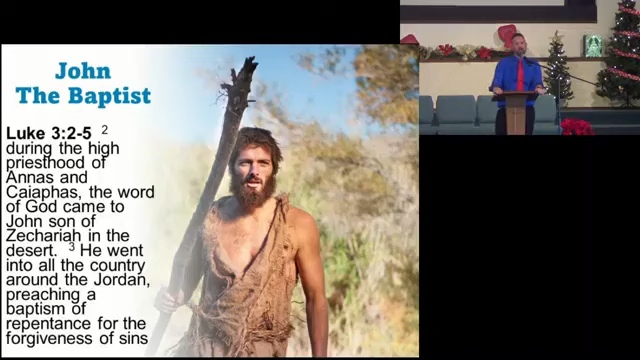 John
The Baptist
Luke 3:2-5 2
during the high
priesthood of
Annas and
Caiaphas, the word
of God came to
John son of
Zechariah in the
desert. 3 He went
into all the country
around the Jordan,
preaching a
baptism of
repentance for the
forgiveness of sins